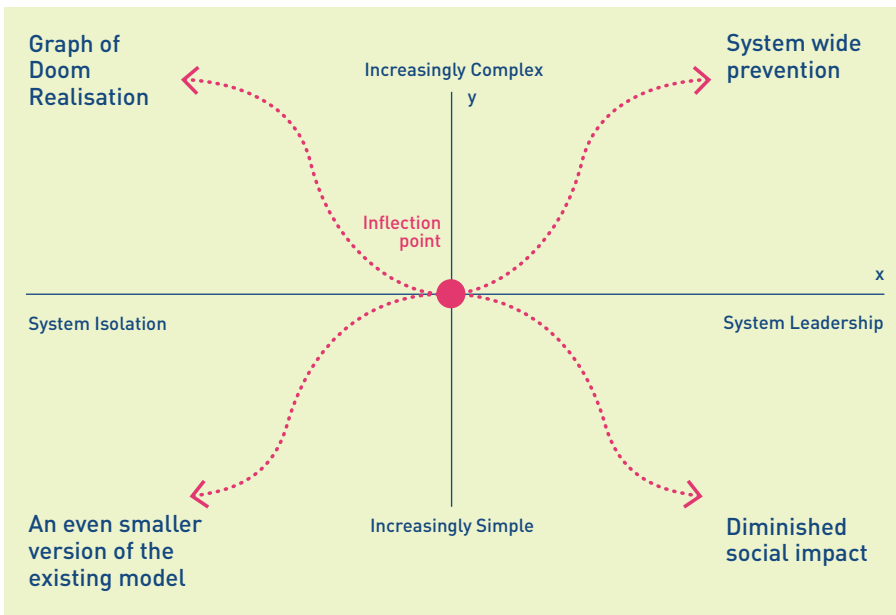 Graph of
Doom
Realisation
Increasingly Complex
y
System wide
prevention
Inflection
point
x
System Isolation
System Leadership
An even smaller
version of the
existing model
Increasingly Simple
Diminished
social impact